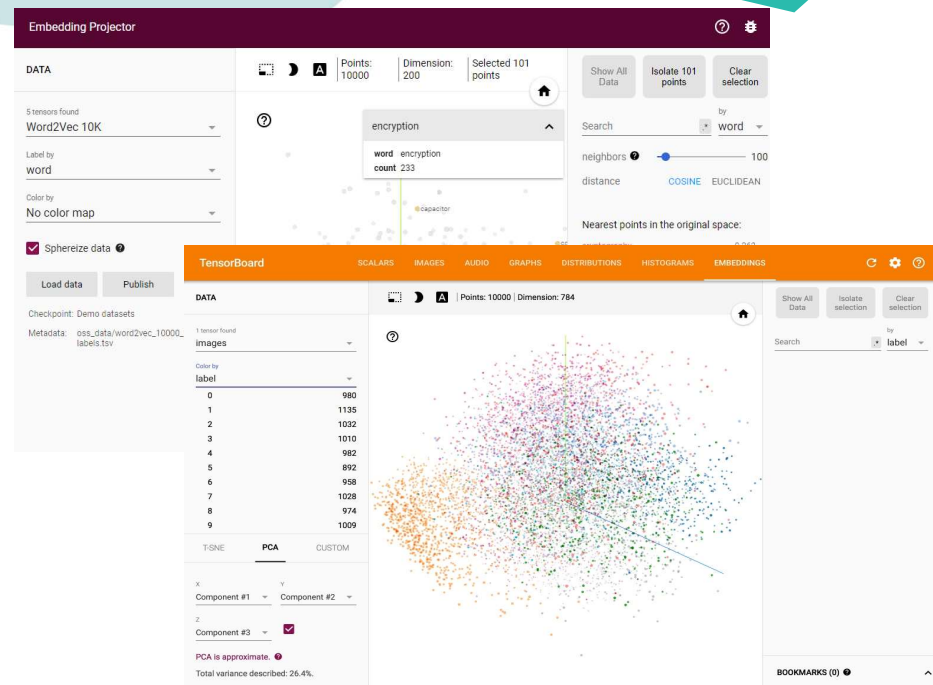 Embedding Projector
DATA
5 tensors found
Word2Vec 10K
Label by
word
Color by
No color map
Sphereize data
Load data Publish
Checkpoint: Demo datasets
Metadata: oss_data/word2vec_10000_
labels.tsv
A Points: 10000 Dimension: 200 Selected 101 points
encryption
word encryption
count 233
capacitor
Show All Data Isolate 101 points Clear selection
Search .* by word
neighbors 100
distance COSINE EUCLIDEAN
Nearest points in the original space:
TensorBoard SCALARS IMAGES AUDIO GRAPHS DISTRIBUTIONS HISTOGRAMS EMBEDDINGS
DATA
1 tensor found
images
Color by
label
0 980
1 1135
2 1032
3 1010
4 982
5 892
6 958
7 1028
8 974
9 1009
T-SNE PCA CUSTOM
X Y
Component #1 Component #2
Z
Component #3
PCA is approximate.
Total variance described: 26.4%.
A Points: 10000 Dimension: 784
Show All Data Isolate selection Clear selection
Search .* by label
BOOKMARKS (0)